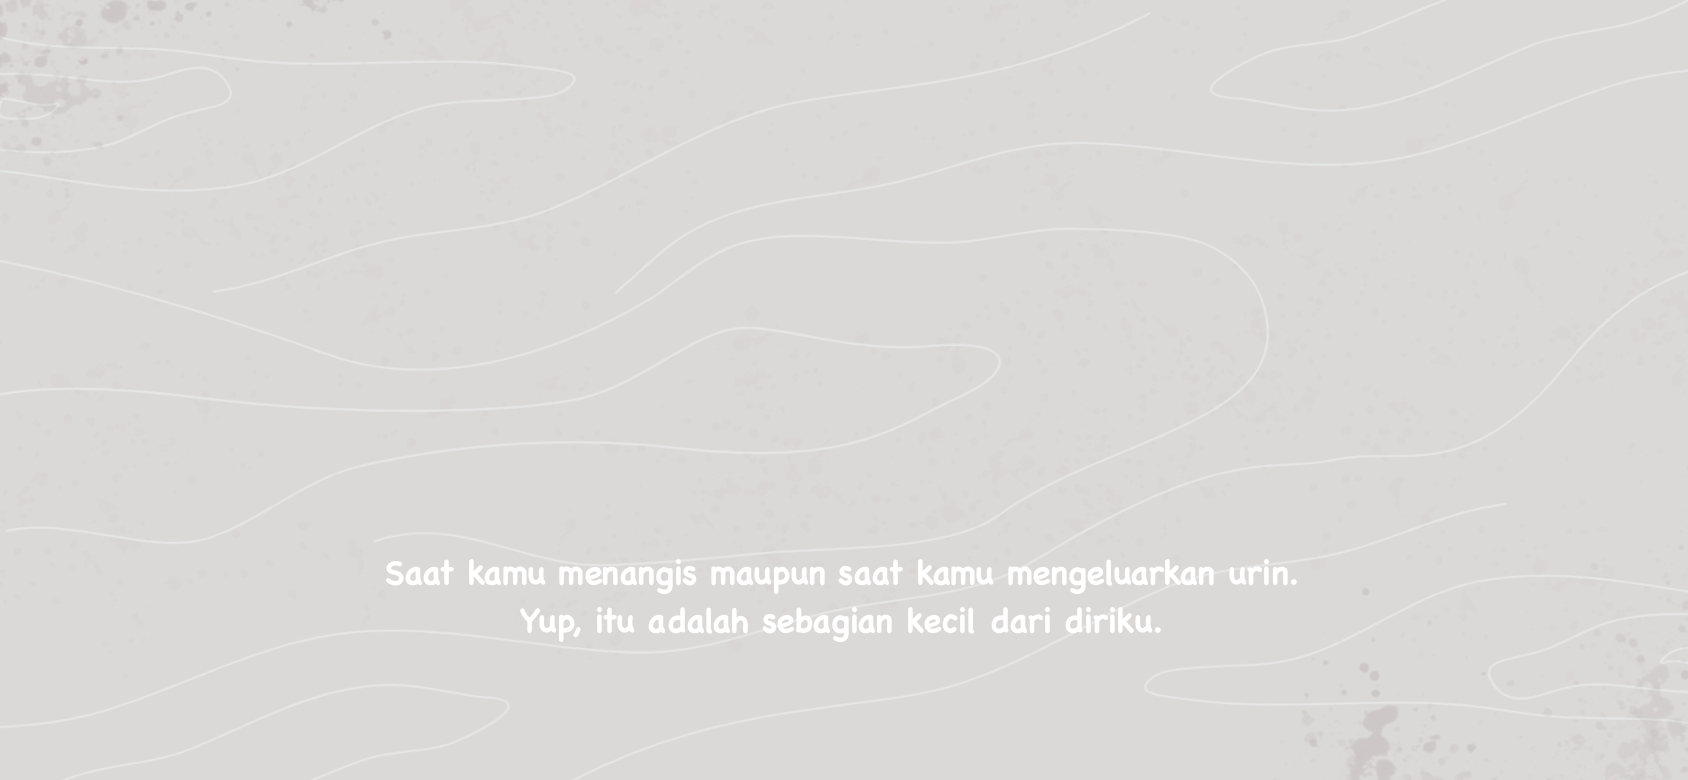 Saat kamu menangis maupun saat kamu mengeluarkan urin.
Yup, itu adalah sebagian kecil dari diriku.